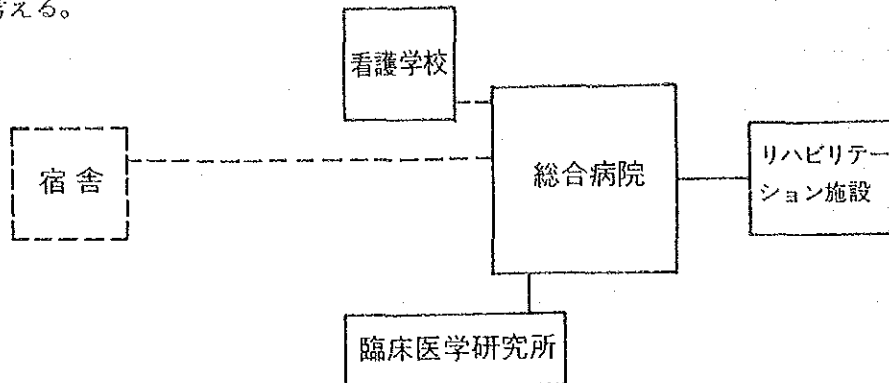 考える。
看護学校
宿舎
総合病院
リハビリテー
ション施設
臨床医学研究所